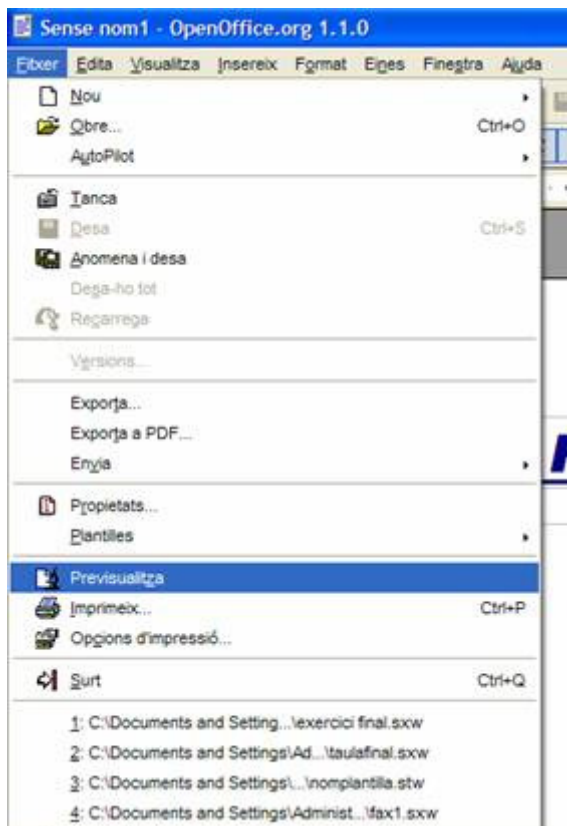 Sense nom1 - OpenOffice.org 1.1.0
Fitxer Edita Visualitza Insereix Format Eines Finestra Ajuda
Nou
Obre... Ctrl+O
AutoPilot
Tanca
Desa Ctrl+S
Anomena i desa
Desa-ho tot
Recarrega
Versions...
Exporta...
Exporta a PDF...
Envia
Propietats...
Plantilles
Previsualitza
Imprimeix... Ctrl+P
Opcions d'impressió...
Surt Ctrl+Q
1: C:\Documents and Setting...\exercici final.sxw
2: C:\Documents and Settings\Ad...\taulafinal.sxw
3: C:\Documents and Settings\...\nomplantilla.stw
4: C:\Documents and Settings\Administ...\fax1.sxw